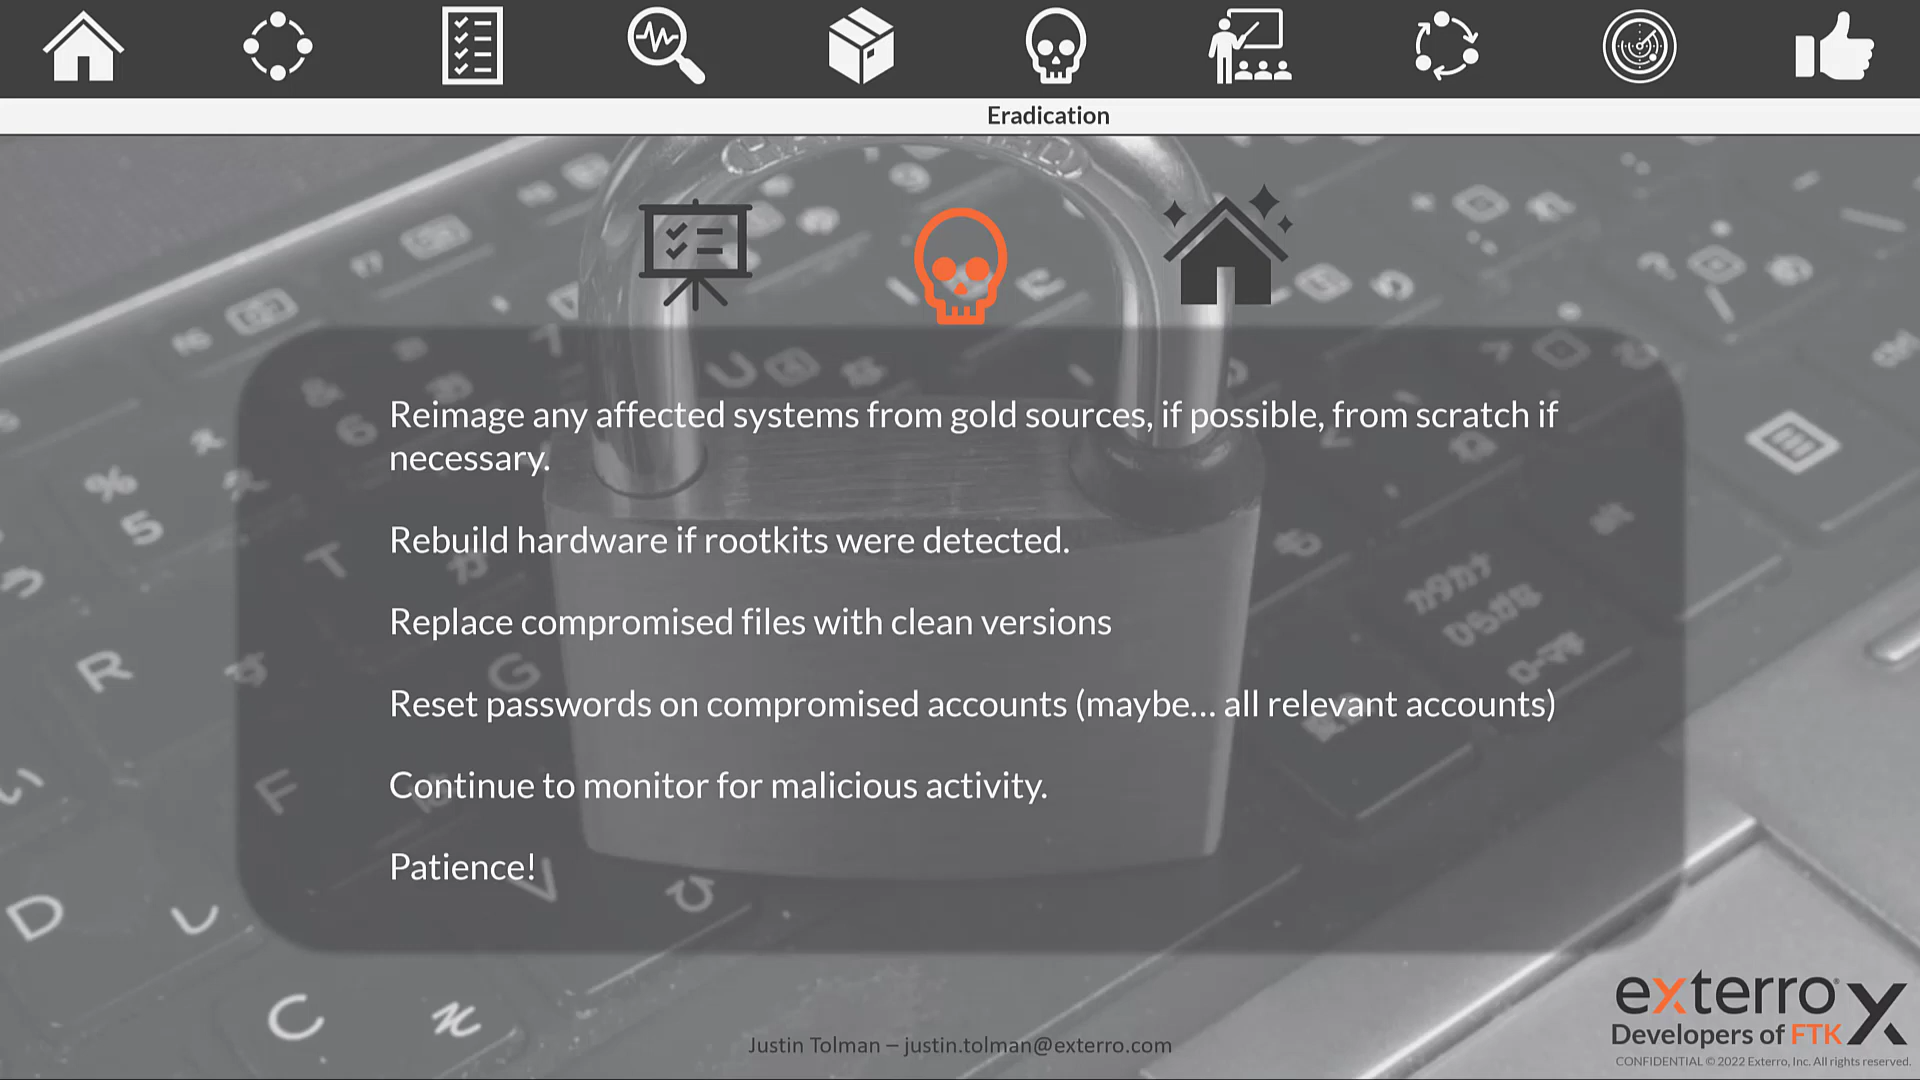 Eradication
Reimage any affected systems from gold sources, if possible, from scratch if
necessary.
Rebuild hardware if rootkits were detected.
Replace compromised files with clean versions
Reset passwords on compromised accounts (maybe... all relevant accounts)
Continue to monitor for malicious activity.
Patience!
Justin Tolman – justin.tolman@exterro.com
exterro®
Developers of FTK
CONFIDENTIAL © 2022 Exterro, Inc. All rights reserved.
%
5
6
&
7
T
R
G
F
D
V
C